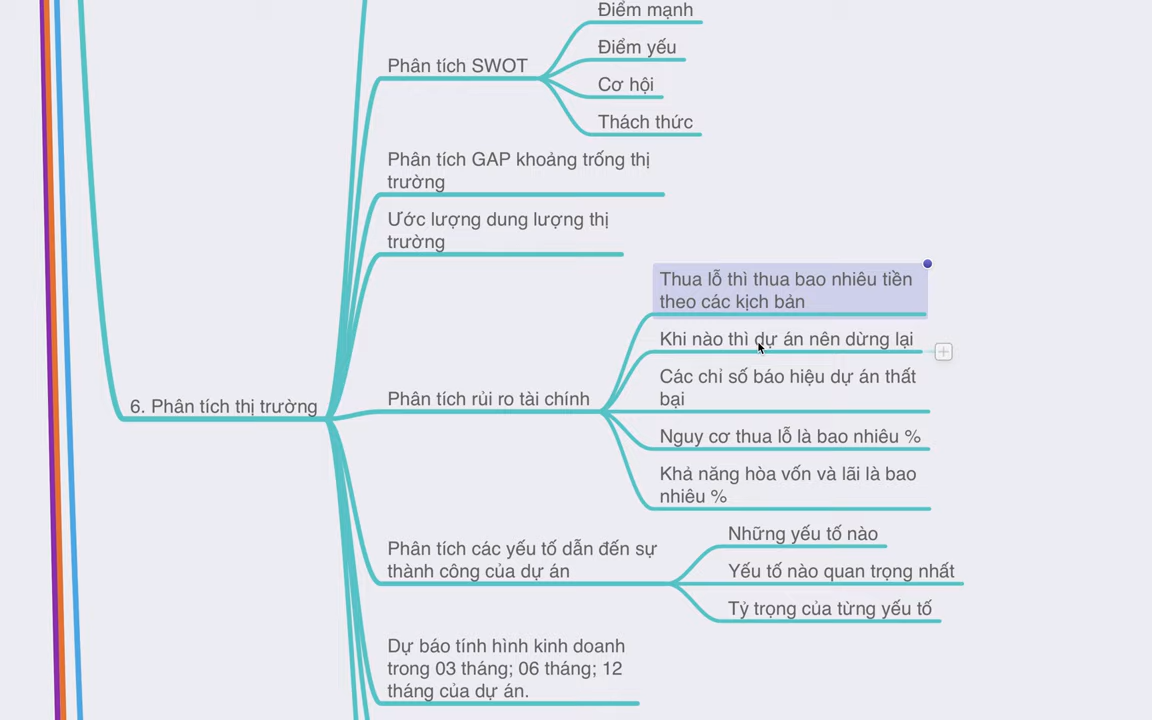 Điểm mạnh
Phân tích SWOT
Điểm yếu
Cơ hội
Thách thức
Phân tích GAP khoảng trống thị
trường
Ước lượng dung lượng thị
trường
6. Phân tích thị trường
Phân tích rủi ro tài chính
Thua lỗ thì thua bao nhiêu tiền
theo các kịch bản
Khi nào thì dự án nên dừng lại
Các chỉ số báo hiệu dự án thất
bại
Nguy cơ thua lỗ là bao nhiêu %
Khả năng hòa vốn và lãi là bao
nhiêu %
Phân tích các yếu tố dẫn đến sự
thành công của dự án
Những yếu tố nào
Yếu tố nào quan trọng nhất
Tỷ trọng của từng yếu tố
Dự báo tính hình kinh doanh
trong 03 tháng; 06 tháng; 12
tháng của dự án.